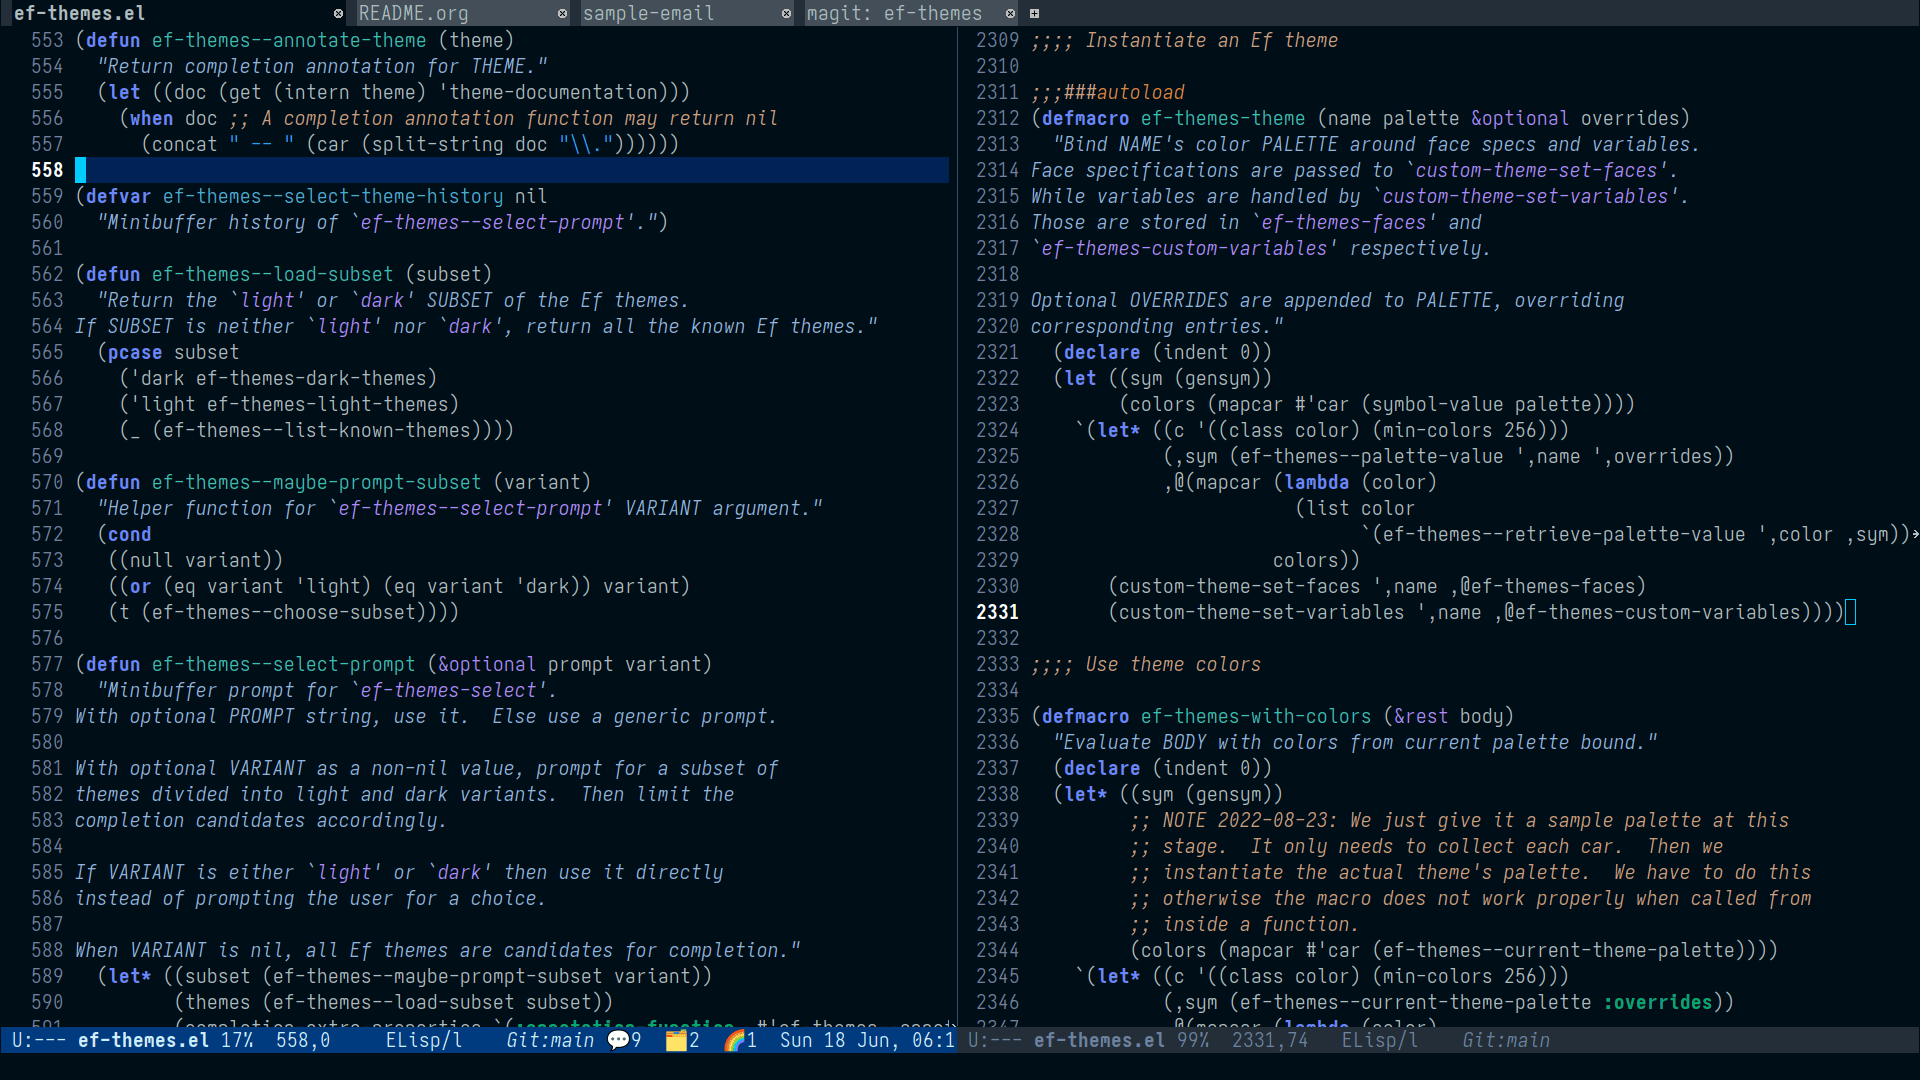 ef-themes.el README.org sample-email magit: ef-themes
553 (defun ef-themes--annotate-theme (theme)
554   "Return completion annotation for THEME."
555   (let ((doc (get (intern theme) 'theme-documentation)))
556     (when doc ;; A completion annotation function may return nil
557       (concat " -- " (car (split-string doc "\\."))))))
558
559 (defvar ef-themes--select-theme-history nil
560   "Minibuffer history of `ef-themes--select-prompt'.")
561
562 (defun ef-themes--load-subset (subset)
563   "Return the `light' or `dark' SUBSET of the Ef themes.
564 If SUBSET is neither `light' nor `dark', return all the known Ef themes."
565   (pcase subset
566     ('dark ef-themes-dark-themes)
567     ('light ef-themes-light-themes)
568     (_ (ef-themes--list-known-themes))))
569
570 (defun ef-themes--maybe-prompt-subset (variant)
571   "Helper function for `ef-themes--select-prompt' VARIANT argument."
572   (cond
573    ((null variant))
574    ((or (eq variant 'light) (eq variant 'dark)) variant)
575    (t (ef-themes--choose-subset))))
576
577 (defun ef-themes--select-prompt (&optional prompt variant)
578   "Minibuffer prompt for `ef-themes-select'.
579 With optional PROMPT string, use it.  Else use a generic prompt.
580
581 With optional VARIANT as a non-nil value, prompt for a subset of
582 themes divided into light and dark variants.  Then limit the
583 completion candidates accordingly.
584
585 If VARIANT is either `light' or `dark' then use it directly
586 instead of prompting the user for a choice.
587
588 When VARIANT is nil, all Ef themes are candidates for completion."
589   (let* ((subset (ef-themes--maybe-prompt-subset variant))
590          (themes (ef-themes--load-subset subset))
591          (completion-extra-properties `(:annotation-function ,#'ef-themes--annot
U:--- ef-themes.el 17%  558,0     ELisp/l    Git:main 💬9  🗂️2  🌈1  Sun 18 Jun, 06:1
2309 ;;;; Instantiate an Ef theme
2310
2311 ;;;###autoload
2312 (defmacro ef-themes-theme (name palette &optional overrides)
2313   "Bind NAME's color PALETTE around face specs and variables.
2314 Face specifications are passed to `custom-theme-set-faces'.
2315 While variables are handled by `custom-theme-set-variables'.
2316 Those are stored in `ef-themes-faces' and
2317 `ef-themes-custom-variables' respectively.
2318
2319 Optional OVERRIDES are appended to PALETTE, overriding
2320 corresponding entries."
2321   (declare (indent 0))
2322   (let ((sym (gensym))
2323         (colors (mapcar #'car (symbol-value palette))))
2324     `(let* ((c '((class color) (min-colors 256)))
2325             (,sym (ef-themes--palette-value ',name ',overrides))
2326             ,@(mapcar (lambda (color)
2327                         (list color
2328                               `(ef-themes--retrieve-palette-value ',color ,sym))
2329                       colors))
2330        (custom-theme-set-faces ',name ,@ef-themes-faces)
2331        (custom-theme-set-variables ',name ,@ef-themes-custom-variables))))
2332
2333 ;;;; Use theme colors
2334
2335 (defmacro ef-themes-with-colors (&rest body)
2336   "Evaluate BODY with colors from current palette bound."
2337   (declare (indent 0))
2338   (let* ((sym (gensym))
2339          ;; NOTE 2022-08-23: We just give it a sample palette at this
2340          ;; stage.  It only needs to collect each car.  Then we
2341          ;; instantiate the actual theme's palette.  We have to do this
2342          ;; otherwise the macro does not work properly when called from
2343          ;; inside a function.
2344          (colors (mapcar #'car (ef-themes--current-theme-palette))))
2345     `(let* ((c '((class color) (min-colors 256)))
2346             (,sym (ef-themes--current-theme-palette :overrides))
2347             ,@(mapcar (lambda (color)
U:--- ef-themes.el 99%  2331,74   ELisp/l    Git:main